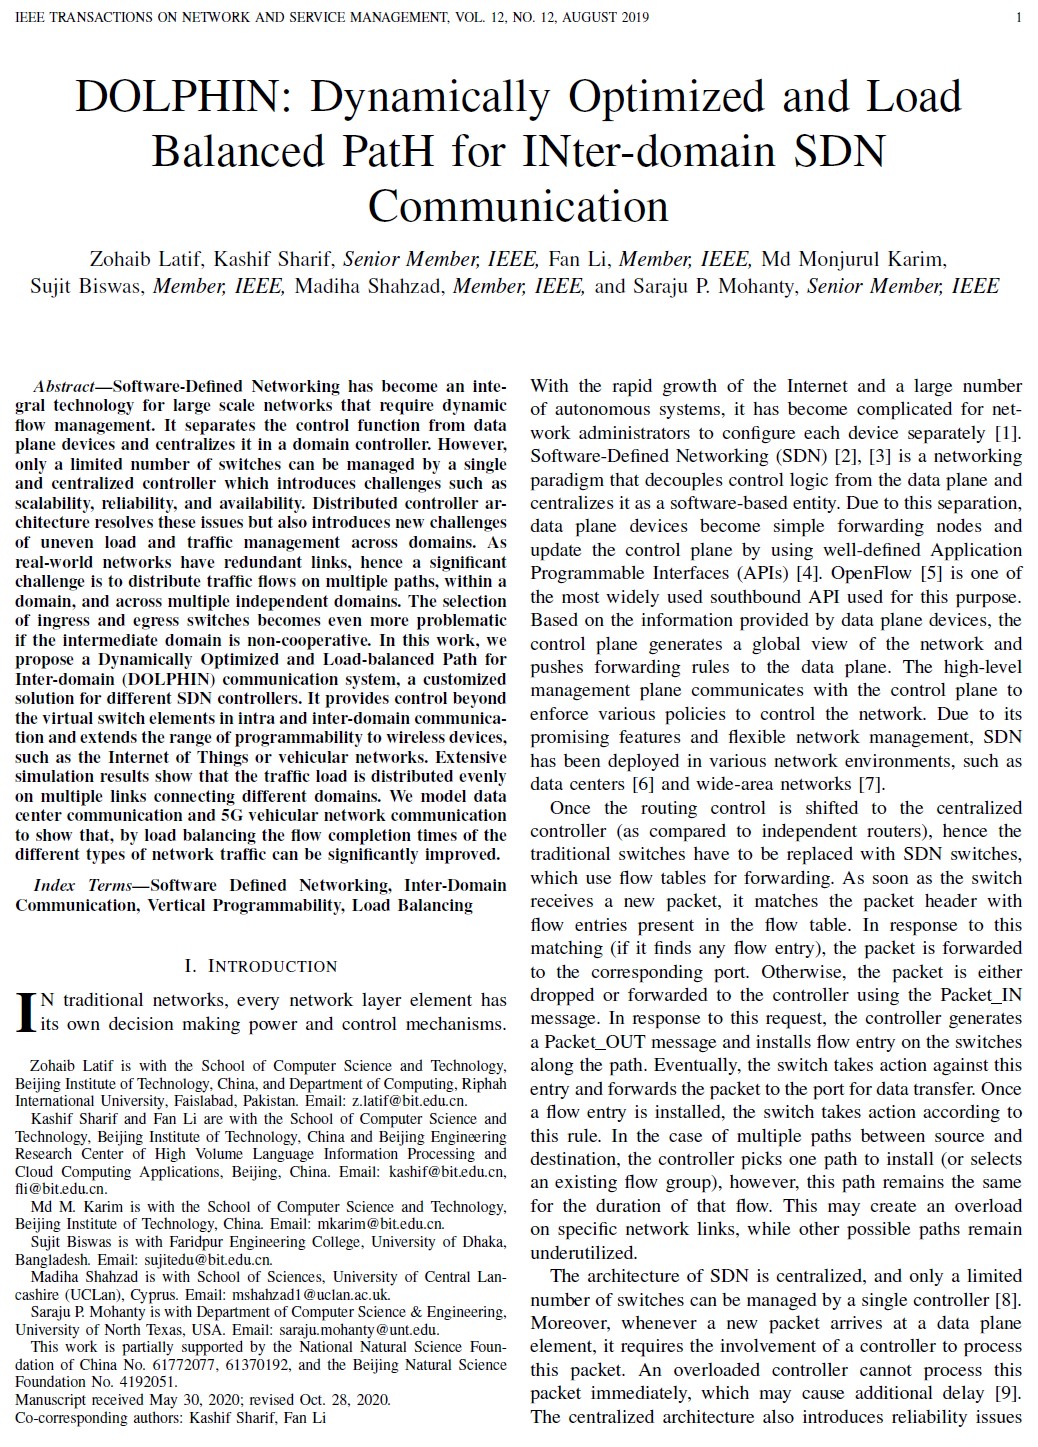 IEEE TRANSACTIONS ON NETWORK AND SERVICE MANAGEMENT, VOL. 12, NO. 12, AUGUST 2019 1
DOLPHIN: Dynamically Optimized and Load
Balanced PatH for INter-domain SDN
Communication
Zohaib Latif, Kashif Sharif, Senior Member, IEEE, Fan Li, Member, IEEE, Md Monjurul Karim,
Sujit Biswas, Member, IEEE, Madiha Shahzad, Member, IEEE, and Saraju P. Mohanty, Senior Member, IEEE
Abstract—Software-Defined Networking has become an inte-
gral technology for large scale networks that require dynamic
flow management. It separates the control function from data
plane devices and centralizes it in a domain controller. However,
only a limited number of switches can be managed by a single
and centralized controller which introduces challenges such as
scalability, reliability, and availability. Distributed controller ar-
chitecture resolves these issues but also introduces new challenges
of uneven load and traffic management across domains. As
real-world networks have redundant links, hence a significant
challenge is to distribute traffic flows on multiple paths, within a
domain, and across multiple independent domains. The selection
of ingress and egress switches becomes even more problematic
if the intermediate domain is non-cooperative. In this work, we
propose a Dynamically Optimized and Load-balanced Path for
Inter-domain (DOLPHIN) communication system, a customized
solution for different SDN controllers. It provides control beyond
the virtual switch elements in intra and inter-domain communica-
tion and extends the range of programmability to wireless devices,
such as the Internet of Things or vehicular networks. Extensive
simulation results show that the traffic load is distributed evenly
on multiple links connecting different domains. We model data
center communication and 5G vehicular network communication
to show that, by load balancing the flow completion times of the
different types of network traffic can be significantly improved.
Index Terms—Software Defined Networking, Inter-Domain
Communication, Vertical Programmability, Load Balancing
I. INTRODUCTION
IN traditional networks, every network layer element has
its own decision making power and control mechanisms.
Zohaib Latif is with the School of Computer Science and Technology,
Beijing Institute of Technology, China, and Department of Computing, Riphah
International University, Faislabad, Pakistan. Email: z.latif@bit.edu.cn.
Kashif Sharif and Fan Li are with the School of Computer Science and
Technology, Beijing Institute of Technology, China and Beijing Engineering
Research Center of High Volume Language Information Processing and
Cloud Computing Applications, Beijing, China. Email: kashif@bit.edu.cn,
fli@bit.edu.cn.
Md M. Karim is with the School of Computer Science and Technology,
Beijing Institute of Technology, China. Email: mkarim@bit.edu.cn.
Sujit Biswas is with Faridpur Engineering College, University of Dhaka,
Bangladesh. Email: sujitedu@bit.edu.cn.
Madiha Shahzad is with School of Sciences, University of Central Lan-
cashire (UCLan), Cyprus. Email: mshahzad1@uclan.ac.uk.
Saraju P. Mohanty is with Department of Computer Science & Engineering,
University of North Texas, USA. Email: saraju.mohanty@unt.edu.
This work is partially supported by the National Natural Science Foun-
dation of China No. 61772077, 61370192, and the Beijing Natural Science
Foundation No. 4192051.
Manuscript received May 30, 2020; revised Oct. 28, 2020.
Co-corresponding authors: Kashif Sharif, Fan Li
With the rapid growth of the Internet and a large number
of autonomous systems, it has become complicated for net-
work administrators to configure each device separately [1].
Software-Defined Networking (SDN) [2], [3] is a networking
paradigm that decouples control logic from the data plane and
centralizes it as a software-based entity. Due to this separation,
data plane devices become simple forwarding nodes and
update the control plane by using well-defined Application
Programmable Interfaces (APIs) [4]. OpenFlow [5] is one of
the most widely used southbound API used for this purpose.
Based on the information provided by data plane devices, the
control plane generates a global view of the network and
pushes forwarding rules to the data plane. The high-level
management plane communicates with the control plane to
enforce various policies to control the network. Due to its
promising features and flexible network management, SDN
has been deployed in various network environments, such as
data centers [6] and wide-area networks [7].
Once the routing control is shifted to the centralized
controller (as compared to independent routers), hence the
traditional switches have to be replaced with SDN switches,
which use flow tables for forwarding. As soon as the switch
receives a new packet, it matches the packet header with
flow entries present in the flow table. In response to this
matching (if it finds any flow entry), the packet is forwarded
to the corresponding port. Otherwise, the packet is either
dropped or forwarded to the controller using the Packet_IN
message. In response to this request, the controller generates
a Packet_OUT message and installs flow entry on the switches
along the path. Eventually, the switch takes action against this
entry and forwards the packet to the port for data transfer. Once
a flow entry is installed, the switch takes action according to
this rule. In the case of multiple paths between source and
destination, the controller picks one path to install (or selects
an existing flow group), however, this path remains the same
for the duration of that flow. This may create an overload
on specific network links, while other possible paths remain
underutilized.
The architecture of SDN is centralized, and only a limited
number of switches can be managed by a single controller [8].
Moreover, whenever a new packet arrives at a data plane
element, it requires the involvement of a controller to process
this packet. An overloaded controller cannot process this
packet immediately, which may cause additional delay [9].
The centralized architecture also introduces reliability issues